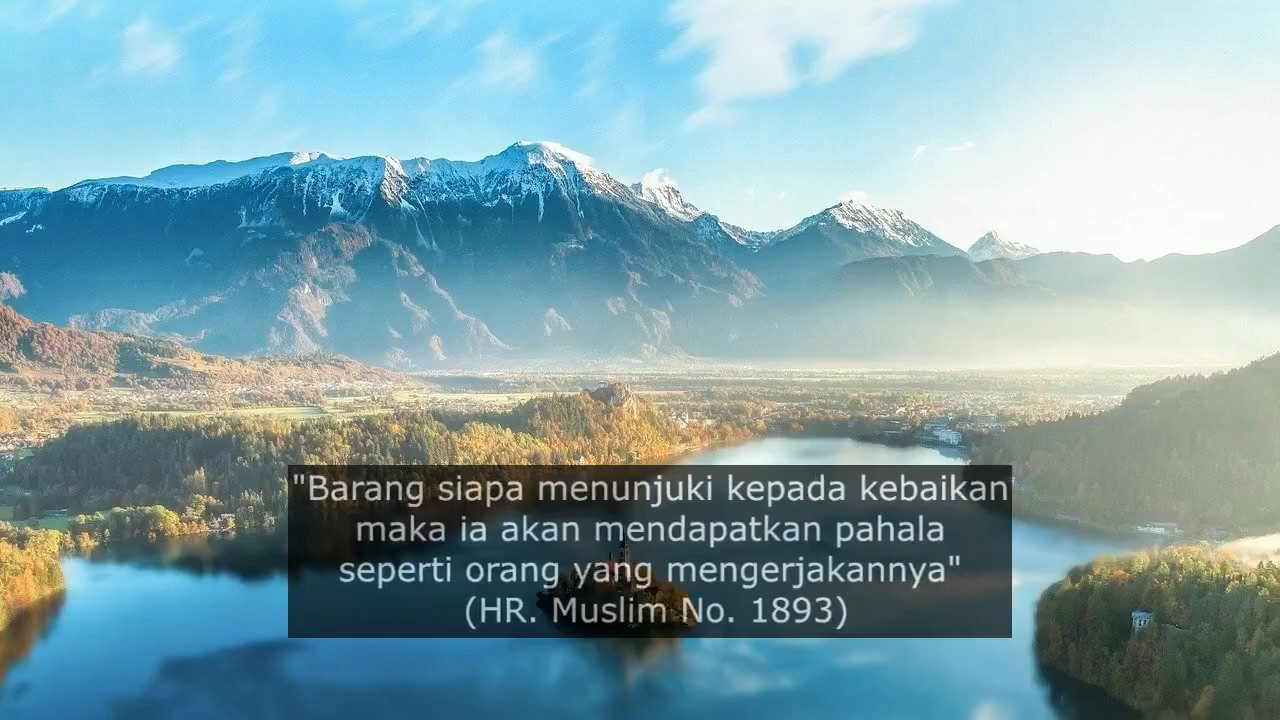 "Barang siapa menunjuki kepada kebaikan
maka ia akan mendapatkan pahala
seperti orang yang mengerjakannya"
(HR. Muslim No. 1893)